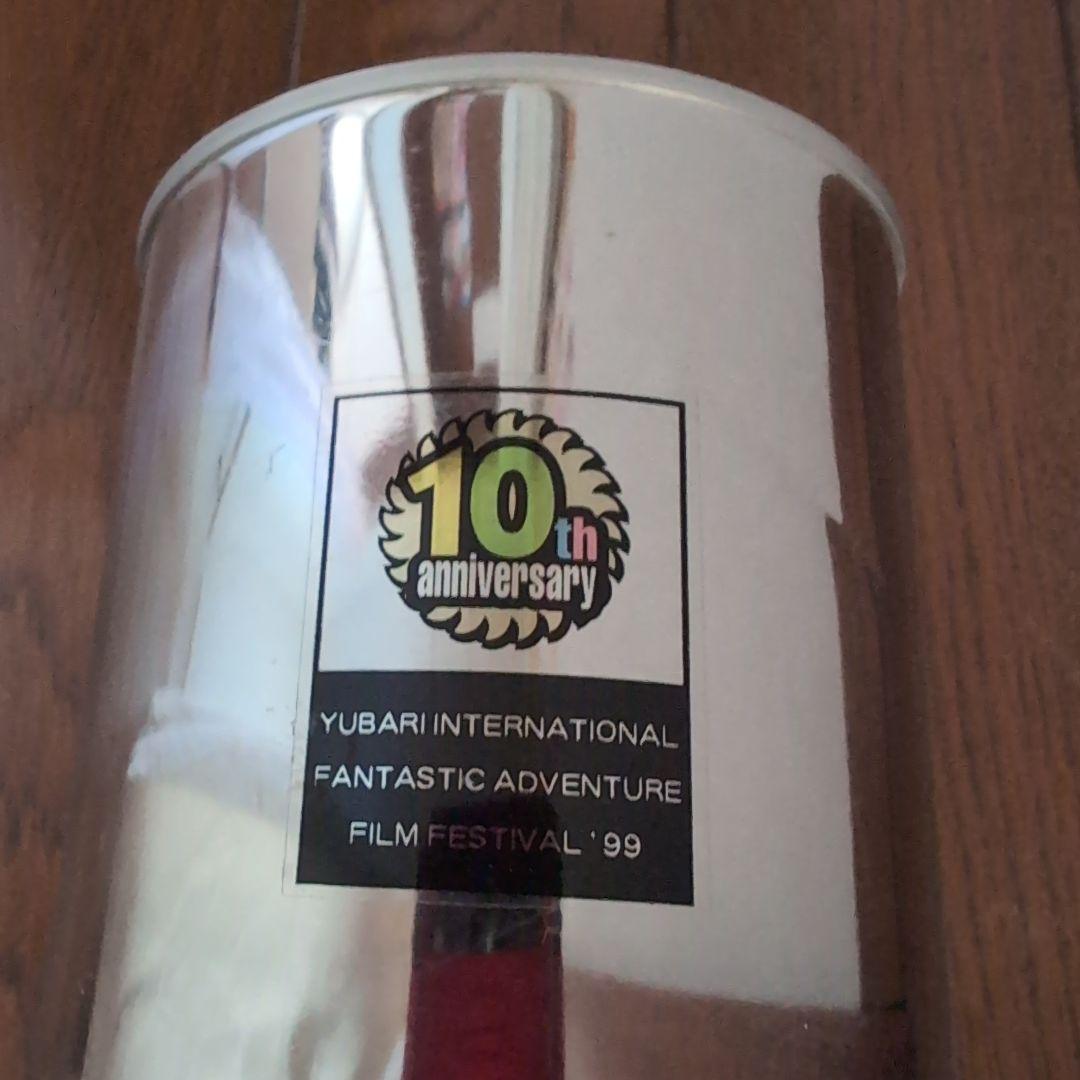 10th
anniversary
YUBARI INTERNATIONAL
FANTASTIC ADVENTURE
FILM FESTIVAL '99